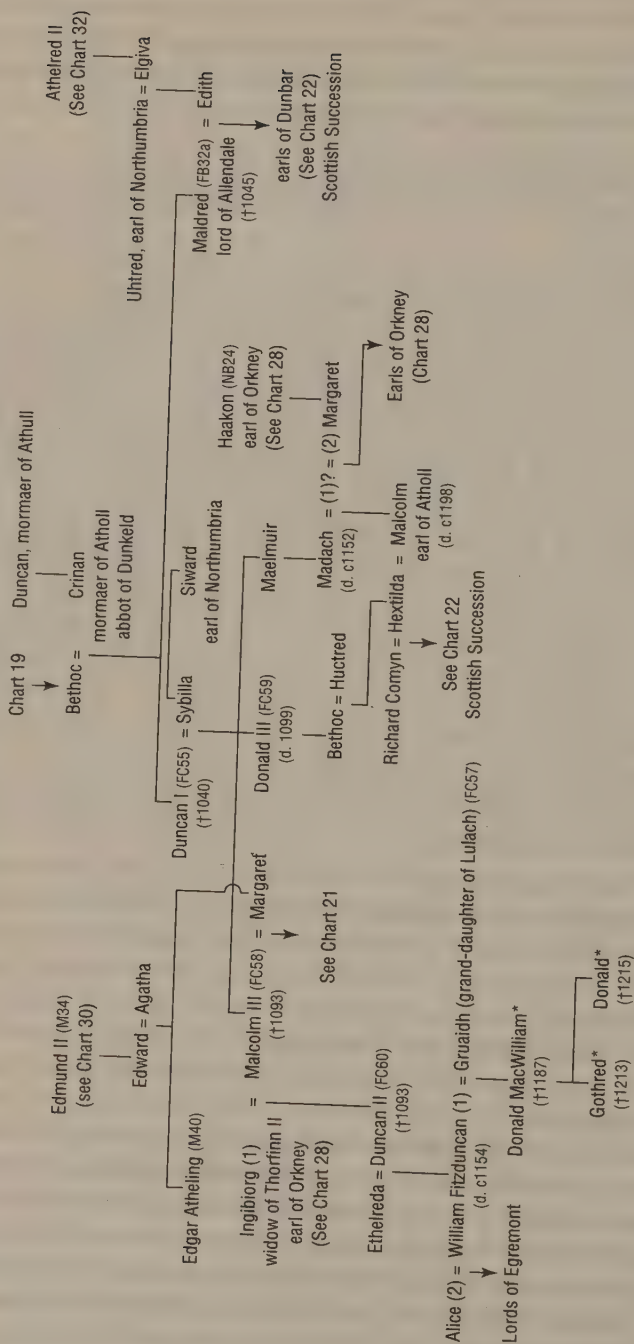 Chart 19
Duncan, mormaer of Athull
Bethoc = Crinan
mormaer of Atholl
abbot of Dunkeld
Athelred II
(See Chart 32)
Uhtred, earl of Northumbria = Elgiva
Edmund II (M34)
(see Chart 30)
Edward = Agatha
Duncan I (FC55) = Sybilla
(†1040)
Siward
earl of Northumbria
Maldred (FB32a) = Edith
lord of Allendale
(†1045)
earls of Dunbar
(See Chart 22)
Scottish Succession
Edgar Atheling (M40)
Ingibiorg (1) = Malcolm III (FC58) = Margaret
widow of Thorfinn II
earl of Orkney
(See Chart 28)
(†1093)
See Chart 21
Donald III (FC59)
(d. 1099)
Maelmuir
Haakon (NB24)
earl of Orkney
(See Chart 28)
Bethoc = Huctred
Madach = (1)? = (2) Margaret
(d. c1152)
Earls of Orkney
(Chart 28)
Ethelreda = Duncan II (FC60)
(†1093)
Richard Comyn = Hextilda = Malcolm
earl of Atholl
(d. c1198)
See Chart 22
Scottish Succession
Alice (2) = William Fitzduncan (1) = Gruaidh (grand-daughter of Lulach) (FC57)
(d. c1154)
Lords of Egremont
Donald MacWilliam*
(†1187)
Gothred*
(†1213)
Donald*
(†1215)